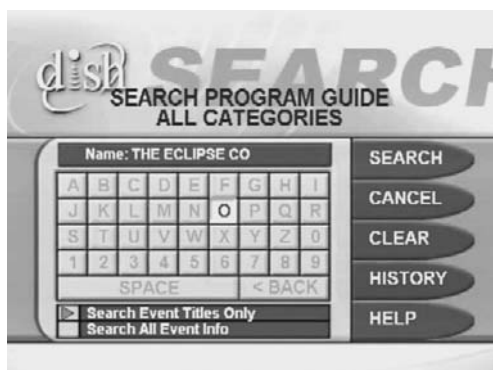 dish
SEARCH
SEARCH PROGRAM GUIDE
ALL CATEGORIES
Name: THE ECLIPSE CO
A B C D E F G H I
J K L M N O P Q R
S T U V W X Y Z 0
1 2 3 4 5 6 7 8 9
SPACE < BACK
Search Event Titles Only
Search All Event Info
SEARCH
CANCEL
CLEAR
HISTORY
HELP